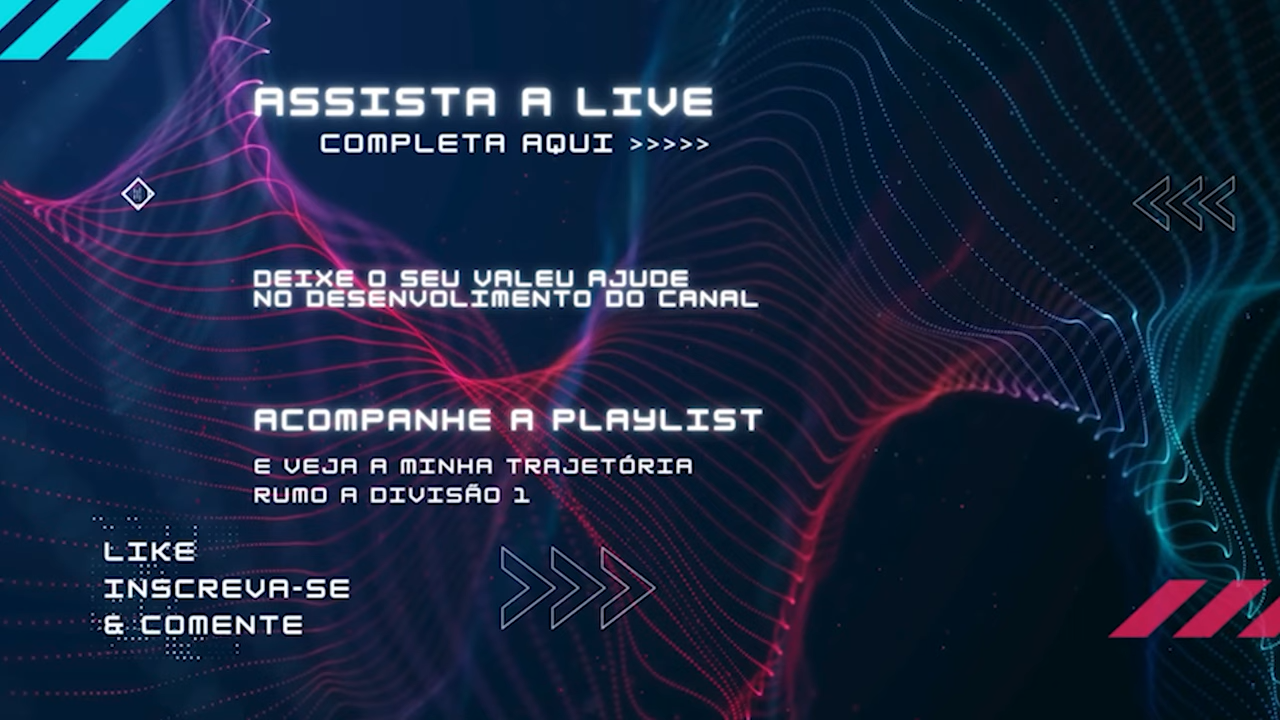 ASSISTA A LIVE
COMPLETA AQUI >>>>>
DEIXE O SEU VALEU AJUDE
NO DESENVOLIMENTO DO CANAL
ACOMPANHE A PLAYLIST
E VEJA A MINHA TRAJETÓRIA
RUMO A DIVISÃO 1
LIKE
INSCREVA-SE
& COMENTE